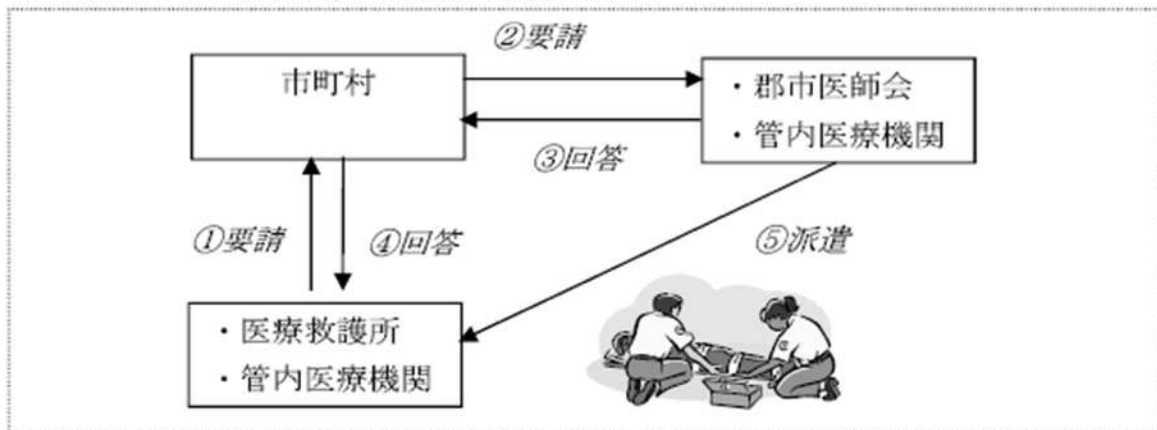 ②要請
市町村
・郡市医師会
・管内医療機関
③回答
①要請
④回答
⑤派遣
・医療救護所
・管内医療機関